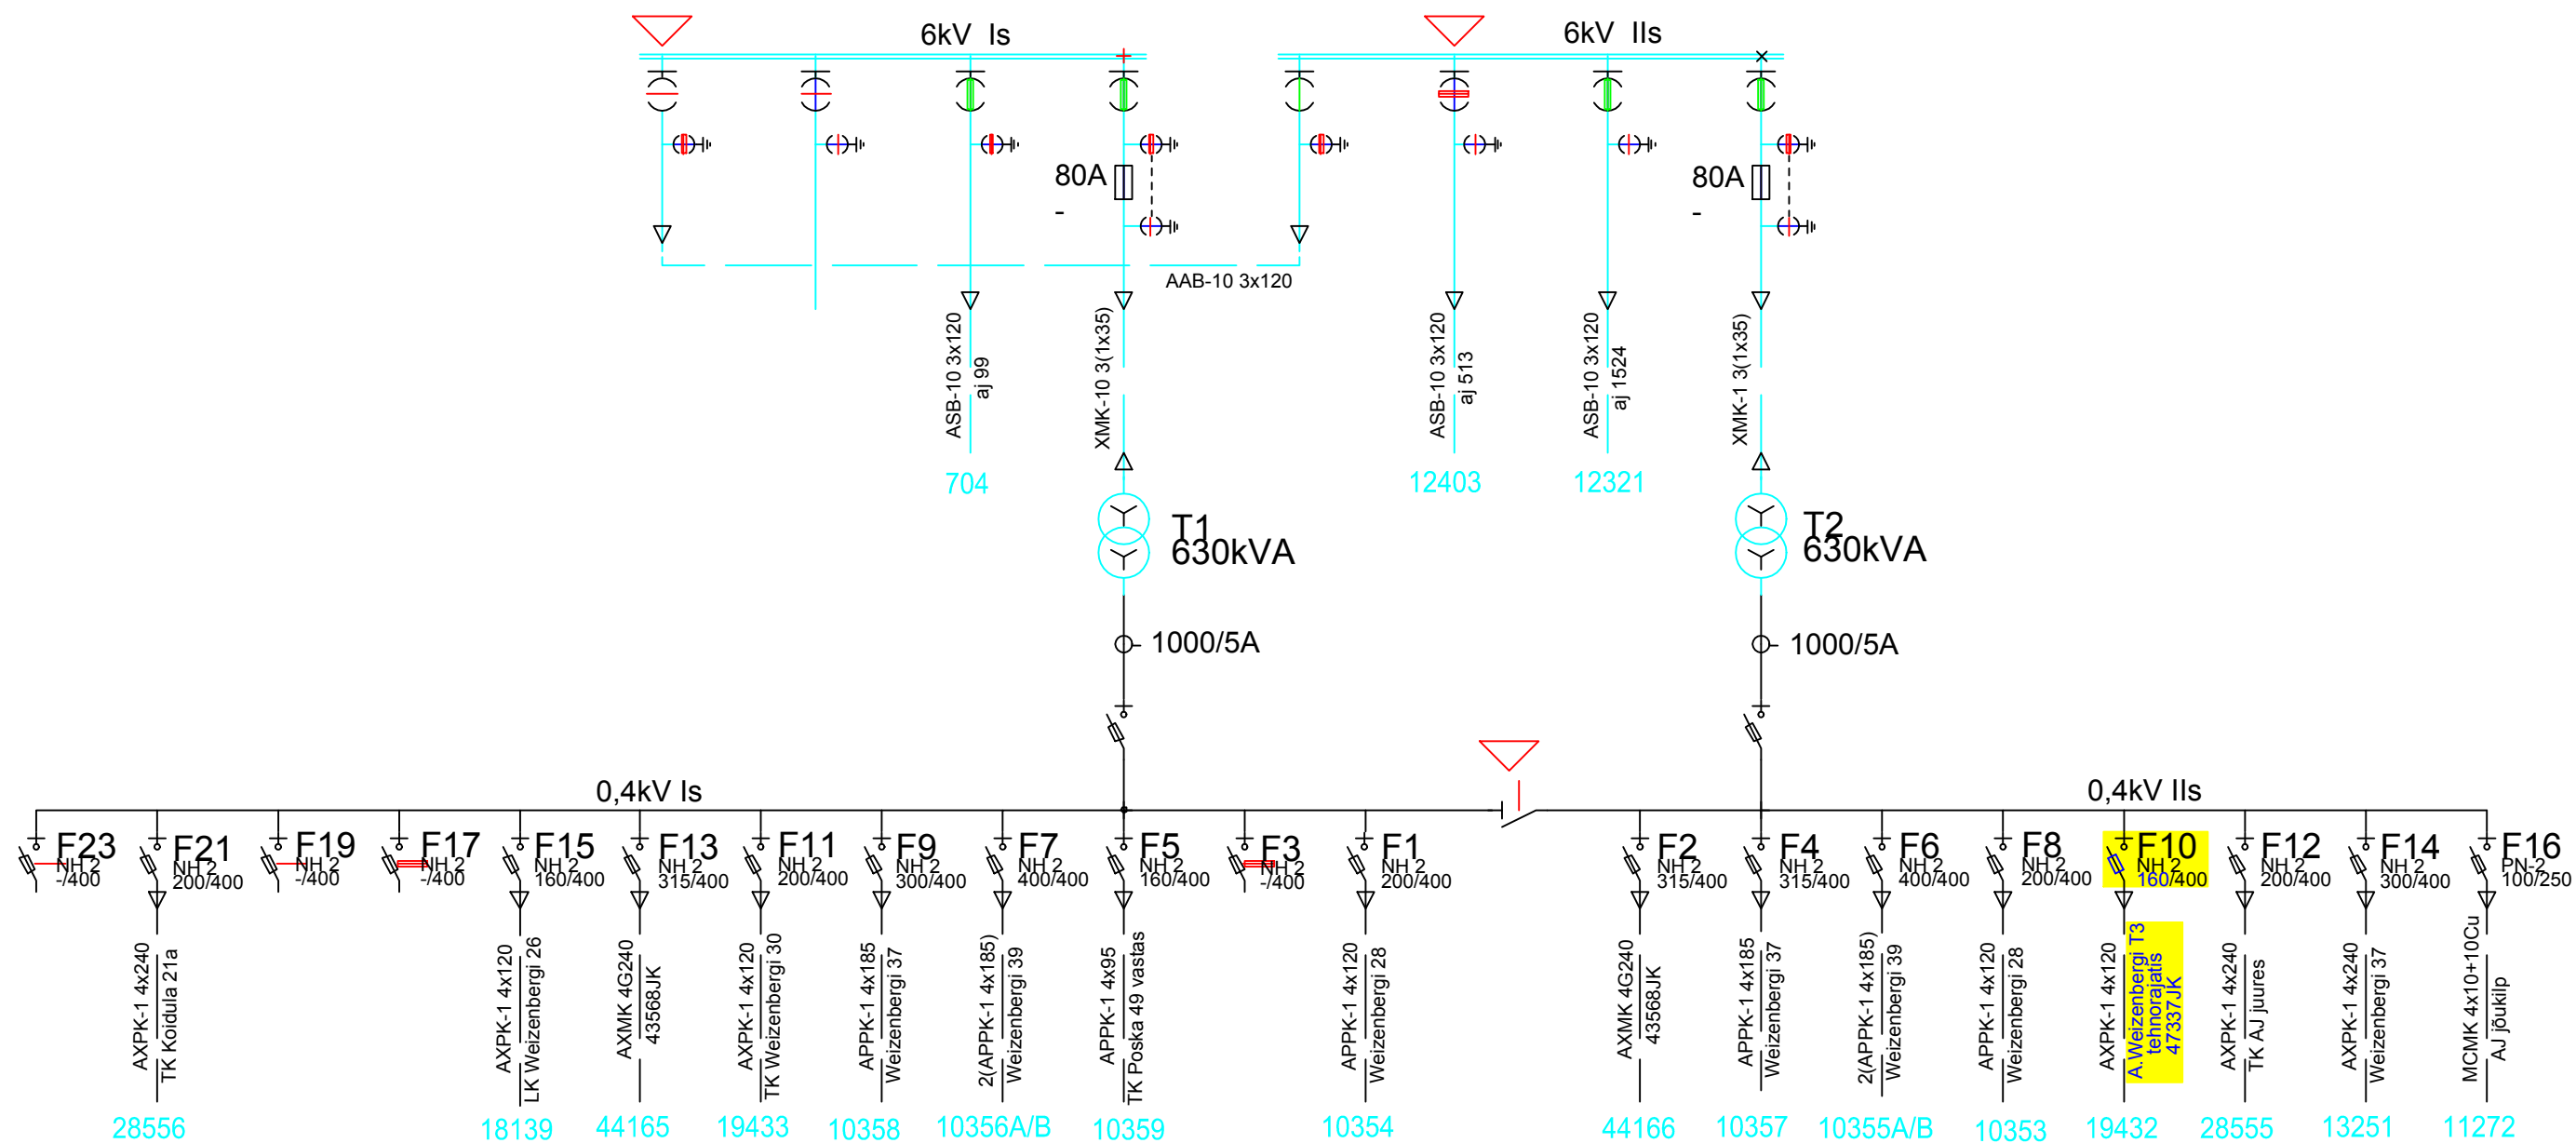 6kV Is
6kV IIs
80A
-
80A
-
AAB-10 3x120
ASB-10 3x120
aj 99
XMK-10 3(1x35)
ASB-10 3x120
aj 513
ASB-10 3x120
aj 1524
XMK-1 3(1x35)
704
12403
12321
T1
630kVA
T2
630kVA
1000/5A
1000/5A
0,4kV Is
0,4kV IIs
F23
NH 2
-/400
F21
NH 2
200/400
F19
NH 2
-/400
F17
NH 2
-/400
F15
NH 2
160/400
F13
NH 2
315/400
F11
NH 2
200/400
F9
NH 2
300/400
F7
NH 2
400/400
F5
NH 2
160/400
F3
NH 2
-/400
F1
NH 2
200/400
F2
NH 2
315/400
F4
NH 2
315/400
F6
NH 2
400/400
F8
NH 2
200/400
F10
NH 2
160/400
F12
NH 2
200/400
F14
NH 2
300/400
F16
PN-2
100/250
AXPK-1 4x240
TK Koidula 21a
AXPK-1 4x120
LK Weizenbergi 26
AXMK 4G240
43568JK
AXPK-1 4x120
TK Weizenbergi 30
APPK-1 4x185
Weizenbergi 37
2(APPK-1 4x185)
Weizenbergi 39
APPK-1 4x95
TK Poska 49 vastas
APPK-1 4x120
Weizenbergi 28
AXMK 4G240
43568JK
APPK-1 4x185
Weizenbergi 37
2(APPK-1 4x185)
Weizenbergi 39
APPK-1 4x120
Weizenbergi 28
AXPK-1 4x120
A.Weizenbergi T3
tehnorajatis
47337JK
AXPK-1 4x240
TK AJ juures
AXPK-1 4x240
Weizenbergi 37
MCMK 4x10+10Cu
AJ jõukilp
28556
18139
44165
19433
10358
10356A/B
10359
10354
44166
10357
10355A/B
10353
19432
28555
13251
11272